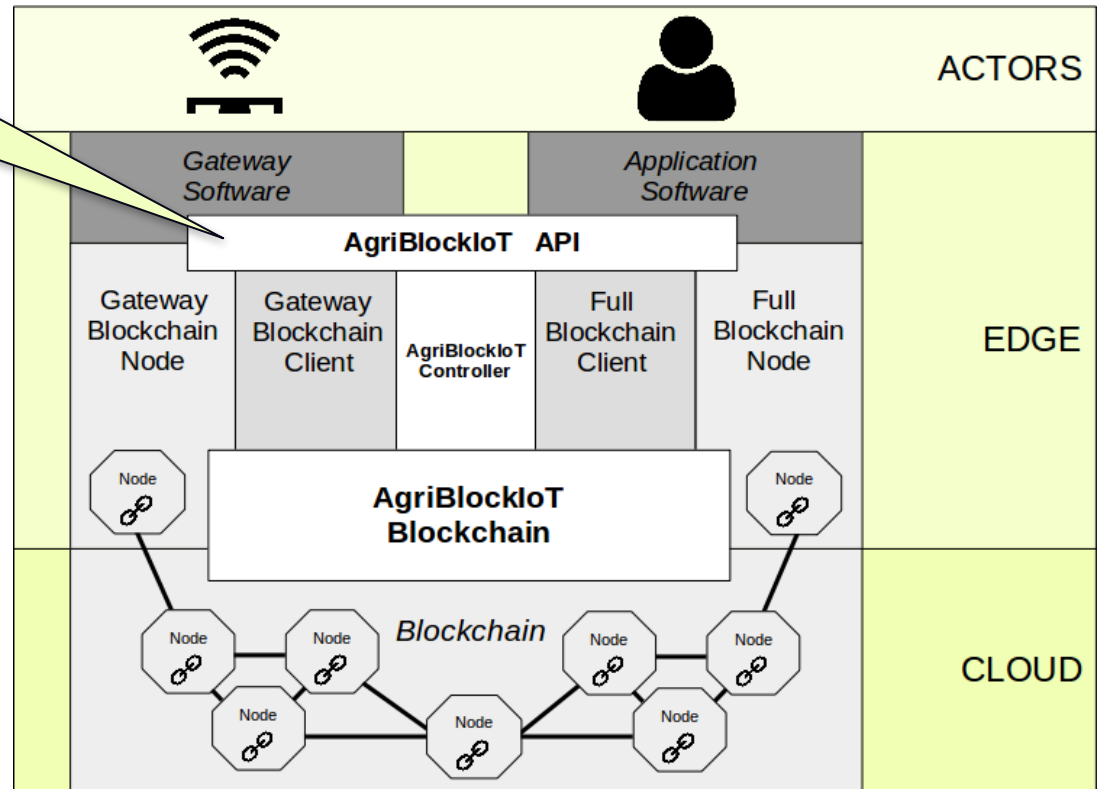 ACTORS
Gateway
Software
Application
Software
AgriBlockIoT API
Gateway
Blockchain
Node
Gateway
Blockchain
Client
AgriBlockIoT
Controller
Full
Blockchain
Client
Full
Blockchain
Node
EDGE
Node
Node
AgriBlockIoT
Blockchain
Node
Node
Blockchain
Node
Node
CLOUD
Node
Node
Node